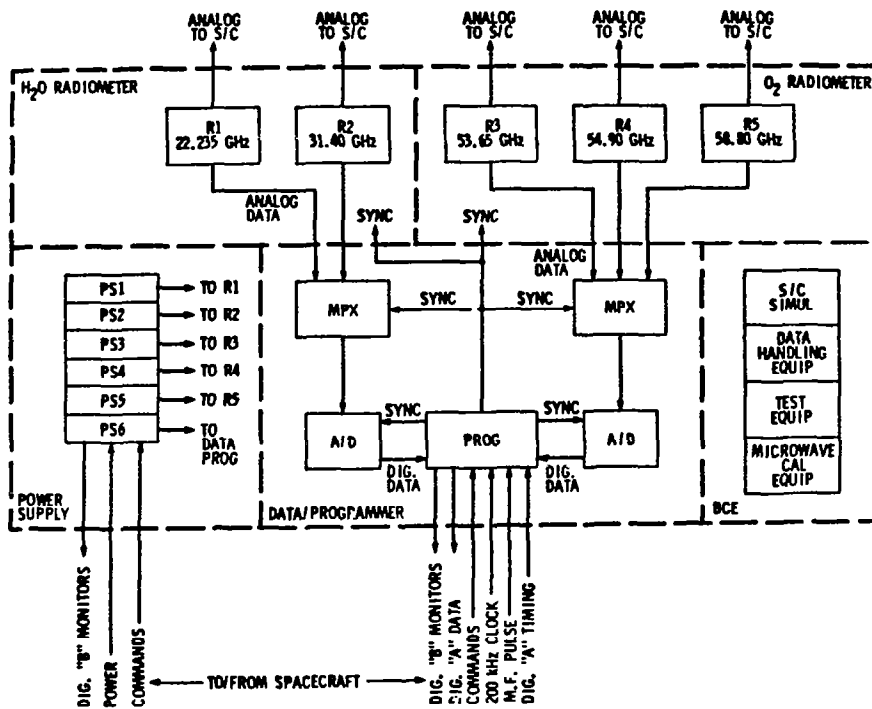 ANALOG
TO S/C
ANALOG
TO S/C
ANALOG
TO S/C
ANALOG
TO S/C
ANALOG
TO S/C
H2O RADIOMETER
O2 RADIOMETER
R1
22.235 GHz
R2
31.40 GHz
R3
53.65 GHz
R4
54.90 GHz
R5
58.80 GHz
ANALOG
DATA
SYNC
SYNC
ANALOG
DATA
PS1
TO R1
PS2
TO R2
PS3
TO R3
PS4
TO R4
PS5
TO R5
PS6
TO
DATA
PROG
MPX
SYNC
SYNC
MPX
A/D
SYNC
DIG.
DATA
PROG
SYNC
DIG.
DATA
A/D
S/C
SIMUL
DATA
HANDLING
EQUIP
TEST
EQUIP
MICROWAVE
CAL
EQUIP
POWER
SUPPLY
DATA/PROGRAMMER
BCE
DIG. "B" MONITORS
POWER
COMMANDS
TO/FROM SPACECRAFT
DIG. "B" MONITORS
DIG. "A" DATA
COMMANDS
200 kHz CLOCK
M.F. PULSE
DIG. "A" TIMING